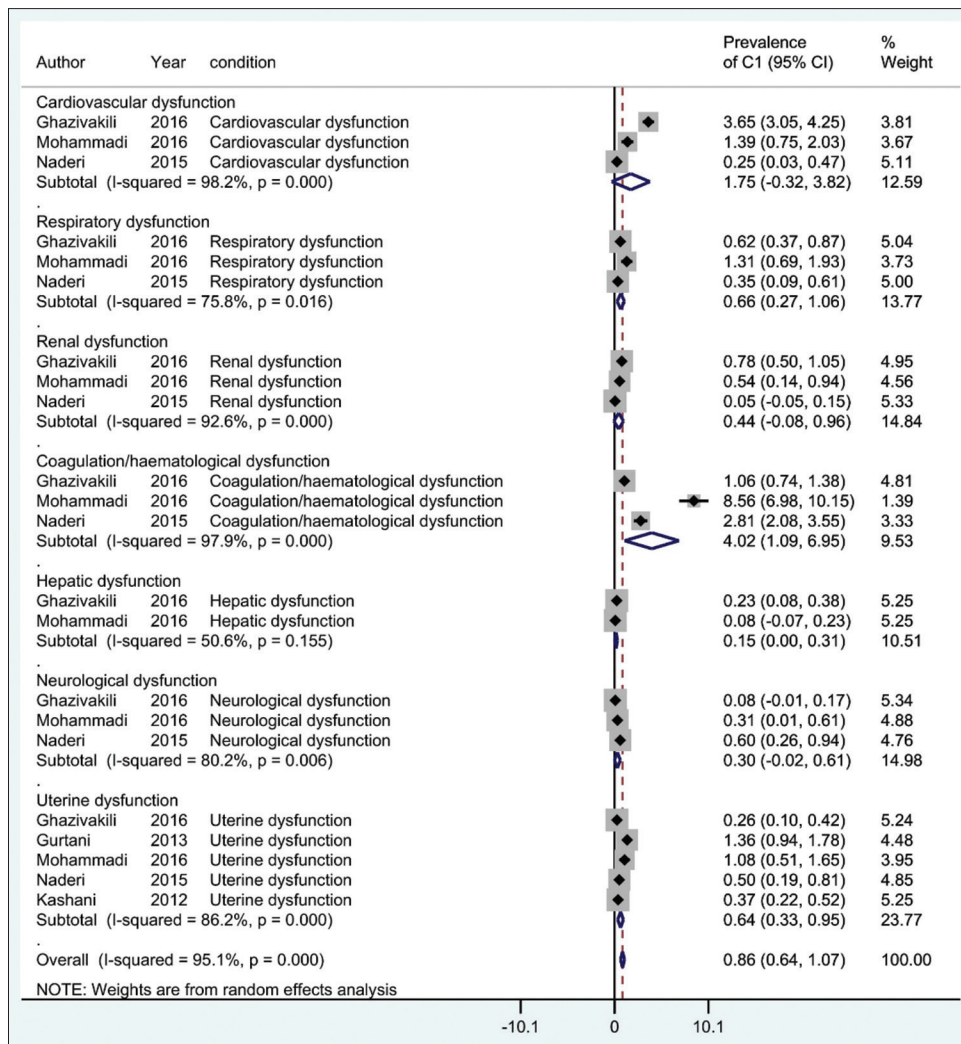 Prevalence %
Author Year condition of C1 (95% CI) Weight
Cardiovascular dysfunction
Ghazivakili 2016 Cardiovascular dysfunction 3.65 (3.05, 4.25) 3.81
Mohammadi 2016 Cardiovascular dysfunction 1.39 (0.75, 2.03) 3.67
Naderi 2015 Cardiovascular dysfunction 0.25 (0.03, 0.47) 5.11
Subtotal (I-squared = 98.2%, p = 0.000) 1.75 (-0.32, 3.82) 12.59
.
Respiratory dysfunction
Ghazivakili 2016 Respiratory dysfunction 0.62 (0.37, 0.87) 5.04
Mohammadi 2016 Respiratory dysfunction 1.31 (0.69, 1.93) 3.73
Naderi 2015 Respiratory dysfunction 0.35 (0.09, 0.61) 5.00
Subtotal (I-squared = 75.8%, p = 0.016) 0.66 (0.27, 1.06) 13.77
.
Renal dysfunction
Ghazivakili 2016 Renal dysfunction 0.78 (0.50, 1.05) 4.95
Mohammadi 2016 Renal dysfunction 0.54 (0.14, 0.94) 4.56
Naderi 2015 Renal dysfunction 0.05 (-0.05, 0.15) 5.33
Subtotal (I-squared = 92.6%, p = 0.000) 0.44 (-0.08, 0.96) 14.84
.
Coagulation/haematological dysfunction
Ghazivakili 2016 Coagulation/haematological dysfunction 1.06 (0.74, 1.38) 4.81
Mohammadi 2016 Coagulation/haematological dysfunction 8.56 (6.98, 10.15) 1.39
Naderi 2015 Coagulation/haematological dysfunction 2.81 (2.08, 3.55) 3.33
Subtotal (I-squared = 97.9%, p = 0.000) 4.02 (1.09, 6.95) 9.53
.
Hepatic dysfunction
Ghazivakili 2016 Hepatic dysfunction 0.23 (0.08, 0.38) 5.25
Mohammadi 2016 Hepatic dysfunction 0.08 (-0.07, 0.23) 5.25
Subtotal (I-squared = 50.6%, p = 0.155) 0.15 (0.00, 0.31) 10.51
.
Neurological dysfunction
Ghazivakili 2016 Neurological dysfunction 0.08 (-0.01, 0.17) 5.34
Mohammadi 2016 Neurological dysfunction 0.31 (0.01, 0.61) 4.88
Naderi 2015 Neurological dysfunction 0.60 (0.26, 0.94) 4.76
Subtotal (I-squared = 80.2%, p = 0.006) 0.30 (-0.02, 0.61) 14.98
.
Uterine dysfunction
Ghazivakili 2016 Uterine dysfunction 0.26 (0.10, 0.42) 5.24
Gurtani 2013 Uterine dysfunction 1.36 (0.94, 1.78) 4.48
Mohammadi 2016 Uterine dysfunction 1.08 (0.51, 1.65) 3.95
Naderi 2015 Uterine dysfunction 0.50 (0.19, 0.81) 4.85
Kashani 2012 Uterine dysfunction 0.37 (0.22, 0.52) 5.25
Subtotal (I-squared = 86.2%, p = 0.000) 0.64 (0.33, 0.95) 23.77
.
Overall (I-squared = 95.1%, p = 0.000) 0.86 (0.64, 1.07) 100.00
NOTE: Weights are from random effects analysis
-10.1 0 10.1